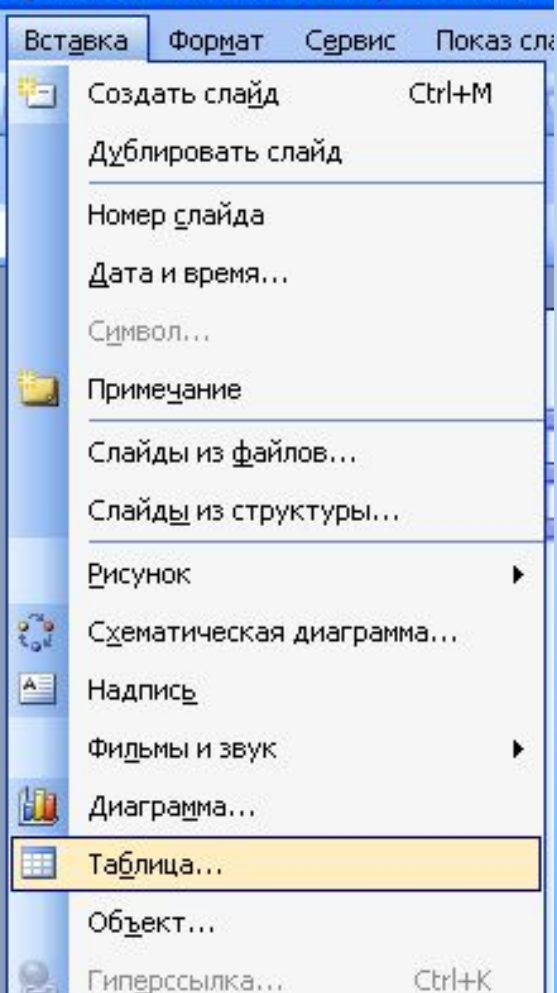 Вставка Формат Сервис Показ сла
Создать слайд Ctrl+M
Дублировать слайд
Номер слайда
Дата и время...
Символ...
Примечание
Слайды из файлов...
Слайды из структуры...
Рисунок
Схематическая диаграмма...
Надпись
Фильмы и звук
Диаграмма...
Таблица...
Объект...
Гиперссылка... Ctrl+K